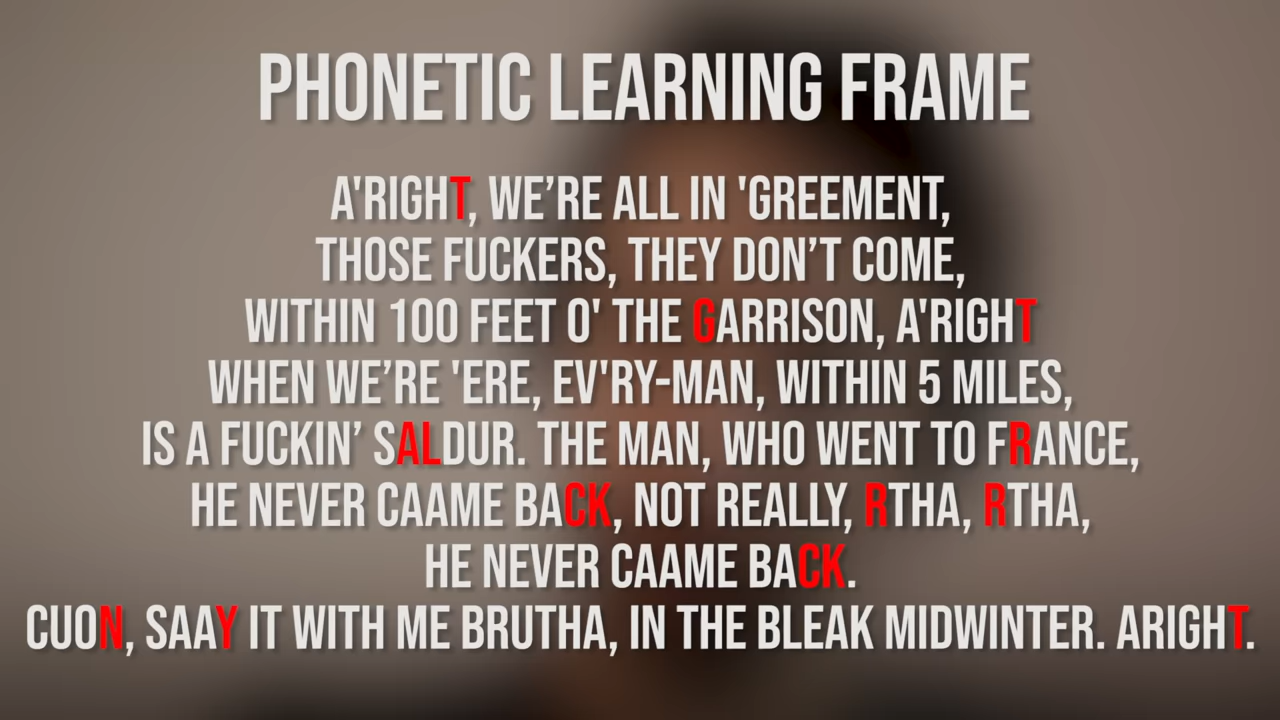 PHONETIC LEARNING FRAME
A'RIGHT, WE’RE ALL IN 'GREEMENT,
THOSE FUCKERS, THEY DON’T COME,
WITHIN 100 FEET O' THE GARRISON, A'RIGHT
WHEN WE’RE 'ERE, EV'RY-MAN, WITHIN 5 MILES,
IS A FUCKIN’ SALDUR. THE MAN, WHO WENT TO FRANCE,
HE NEVER CAAME BACK, NOT REALLY, RTHA, RTHA,
HE NEVER CAAME BACK.
CUON, SAAY IT WITH ME BRUTHA, IN THE BLEAK MIDWINTER. ARIGHT.